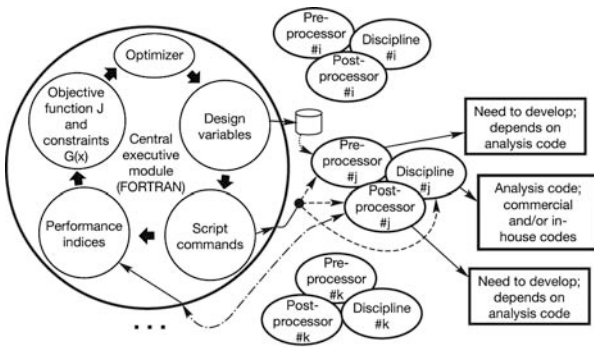 Optimizer
Objective
function J
and
constraints
G(x)
Design
variables
Central
executive
module
(FORTRAN)
Performance
indices
Script
commands
Pre-
processor
#i
Discipline
#i
Post-
processor
#i
Pre-
processor
#j
Discipline
#j
Post-
processor
#j
Pre-
processor
#k
Post-
processor
#k
Discipline
#k
Need to develop;
depends on
analysis code
Analysis code;
commercial
and/or in-
house codes
Need to develop;
depends on
analysis code
...